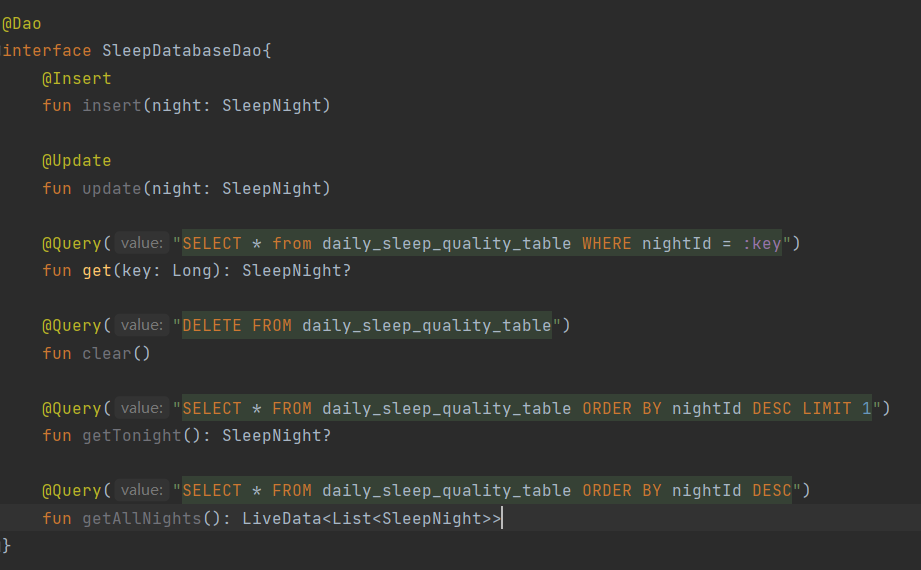 @Dao
interface SleepDatabaseDao{
@Insert
fun insert(night: SleepNight)
@Update
fun update(night: SleepNight)
@Query( value: "SELECT * from daily_sleep_quality_table WHERE nightId = :key")
fun get(key: Long): SleepNight?
@Query( value: "DELETE FROM daily_sleep_quality_table")
fun clear()
@Query( value: "SELECT * FROM daily_sleep_quality_table ORDER BY nightId DESC LIMIT 1")
fun getTonight(): SleepNight?
@Query( value: "SELECT * FROM daily_sleep_quality_table ORDER BY nightId DESC")
fun getAllNights(): LiveData<List<SleepNight>>
}